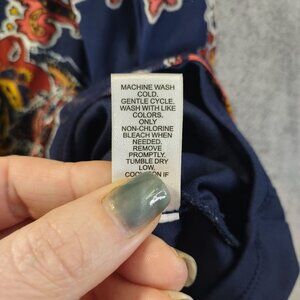 MACHINE WASH
COLD.
GENTLE CYCLE.
WASH WITH LIKE
COLORS.
ONLY
NON-CHLORINE
BLEACH WHEN
NEEDED.
REMOVE
PROMPTLY.
TUMBLE DRY
LOW.
IF